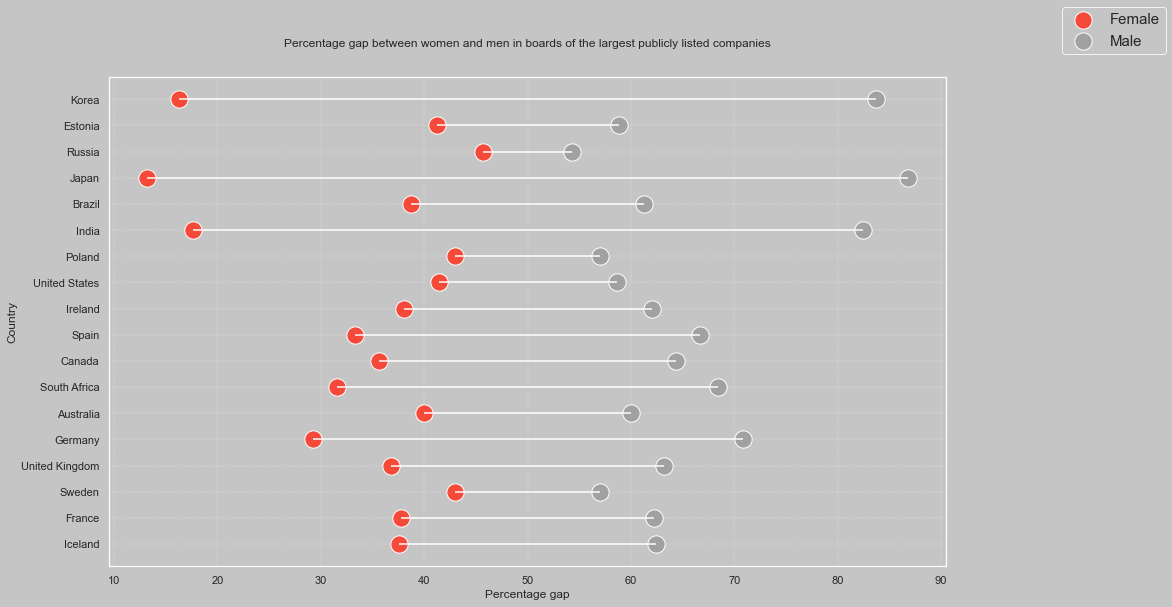 Female
Male
Percentage gap between women and men in boards of the largest publicly listed companies
Korea
Estonia
Russia
Japan
Brazil
India
Poland
United States
Ireland
Spain
Canada
South Africa
Australia
Germany
United Kingdom
Sweden
France
Iceland
Country
10 20 30 40 50 60 70 80 90
Percentage gap